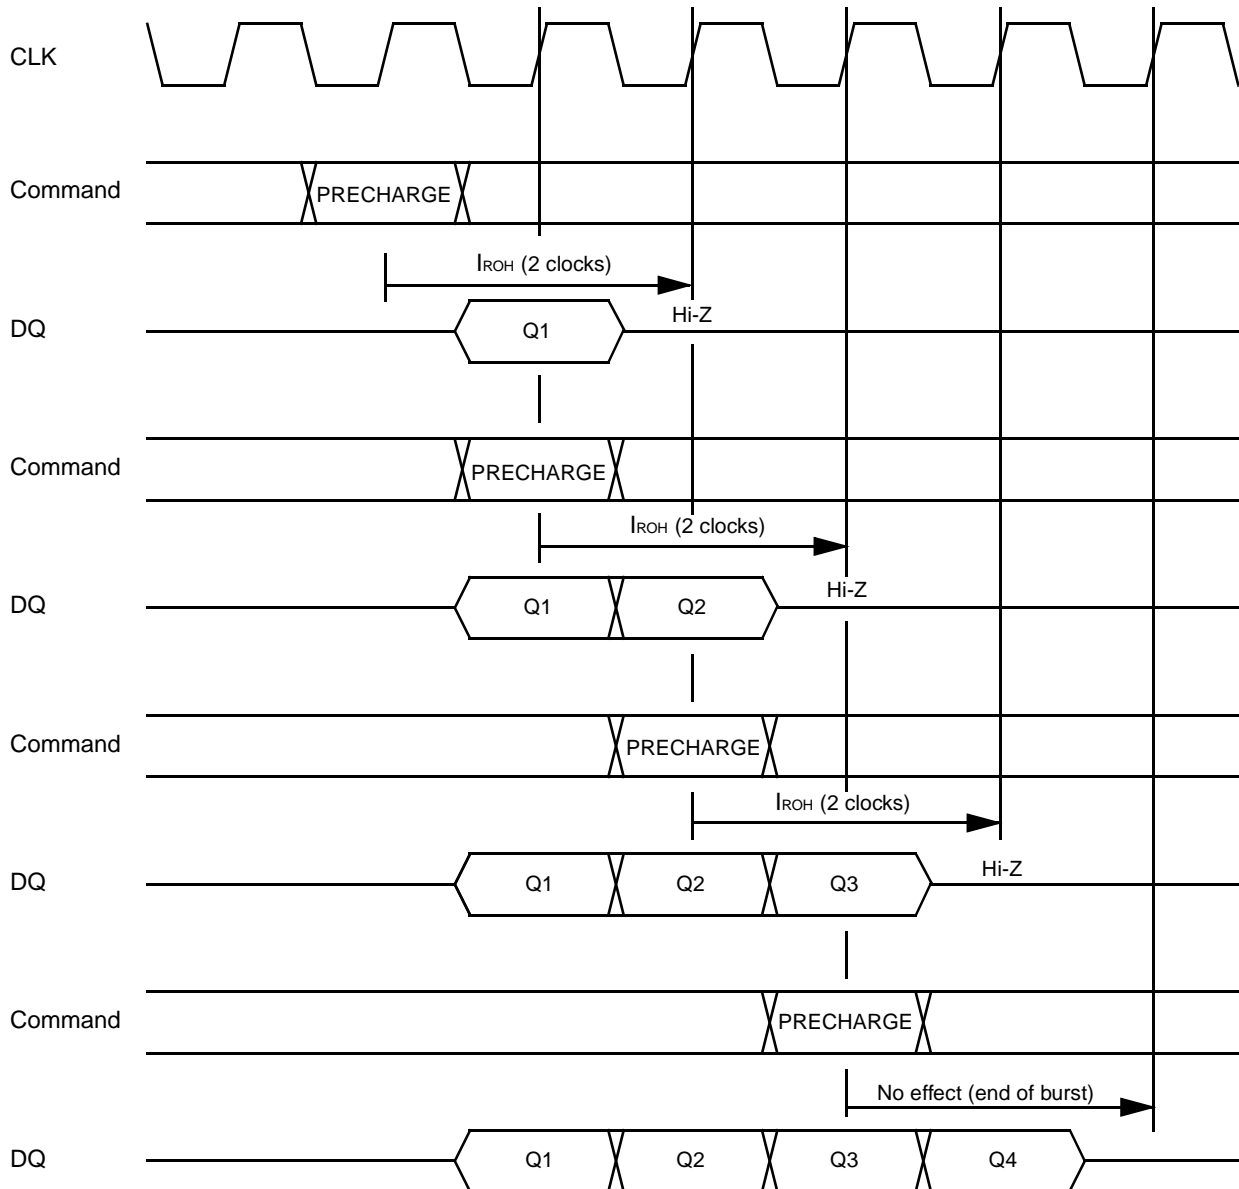 CLK
Command
PRECHARGE
IROH (2 clocks)
DQ
Q1
Hi-Z
Command
PRECHARGE
IROH (2 clocks)
DQ
Q1
Q2
Hi-Z
Command
PRECHARGE
IROH (2 clocks)
DQ
Q1
Q2
Q3
Hi-Z
Command
PRECHARGE
No effect (end of burst)
DQ
Q1
Q2
Q3
Q4